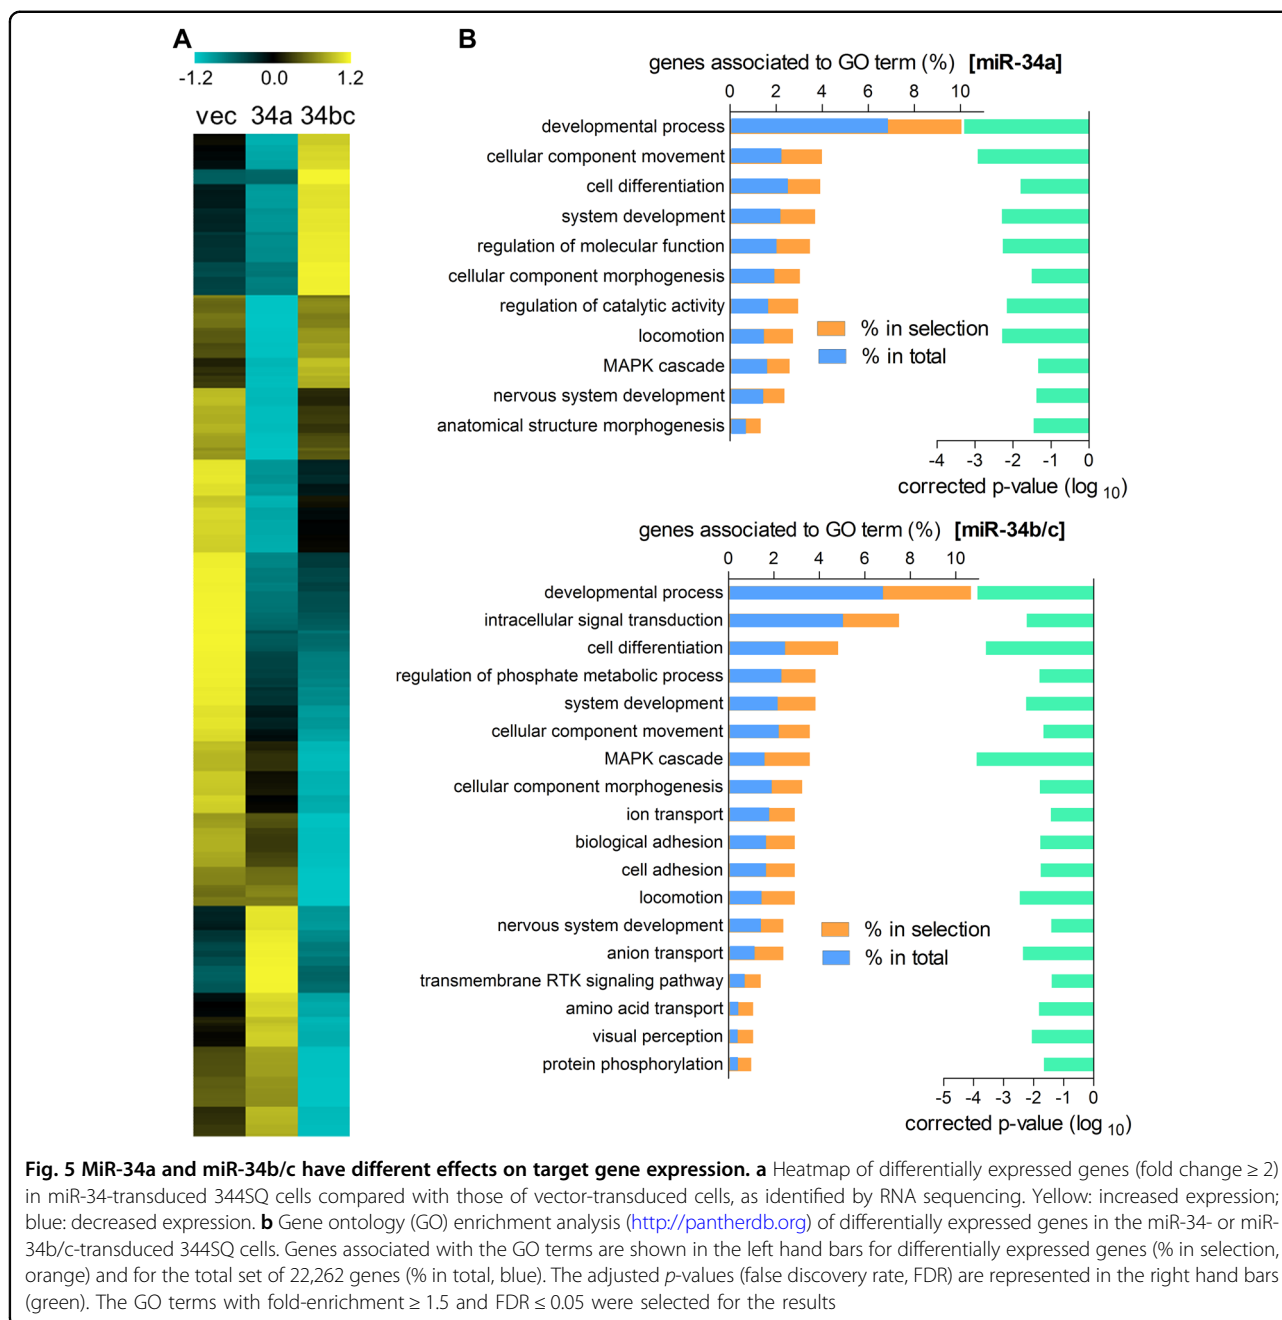 A
-1.2 0.0 1.2
vec 34a 34bc
B
genes associated to GO term (%) [miR-34a]
0 2 4 6 8 10
developmental process
cellular component movement
cell differentiation
system development
regulation of molecular function
cellular component morphogenesis
regulation of catalytic activity
locomotion
MAPK cascade
nervous system development
anatomical structure morphogenesis
% in selection
% in total
-4 -3 -2 -1 0
corrected p-value (log 10)
genes associated to GO term (%) [miR-34b/c]
0 2 4 6 8 10
developmental process
intracellular signal transduction
cell differentiation
regulation of phosphate metabolic process
system development
cellular component movement
MAPK cascade
cellular component morphogenesis
ion transport
biological adhesion
cell adhesion
locomotion
nervous system development
anion transport
transmembrane RTK signaling pathway
amino acid transport
visual perception
protein phosphorylation
% in selection
% in total
-5 -4 -3 -2 -1 0
corrected p-value (log 10)
Fig. 5 MiR-34a and miR-34b/c have different effects on target gene expression. a Heatmap of differentially expressed genes (fold change ≥ 2)
in miR-34-transduced 344SQ cells compared with those of vector-transduced cells, as identified by RNA sequencing. Yellow: increased expression;
blue: decreased expression. b Gene ontology (GO) enrichment analysis (http://pantherdb.org) of differentially expressed genes in the miR-34- or miR-
34b/c-transduced 344SQ cells. Genes associated with the GO terms are shown in the left hand bars for differentially expressed genes (% in selection,
orange) and for the total set of 22,262 genes (% in total, blue). The adjusted p-values (false discovery rate, FDR) are represented in the right hand bars
(green). The GO terms with fold-enrichment ≥ 1.5 and FDR ≤ 0.05 were selected for the results